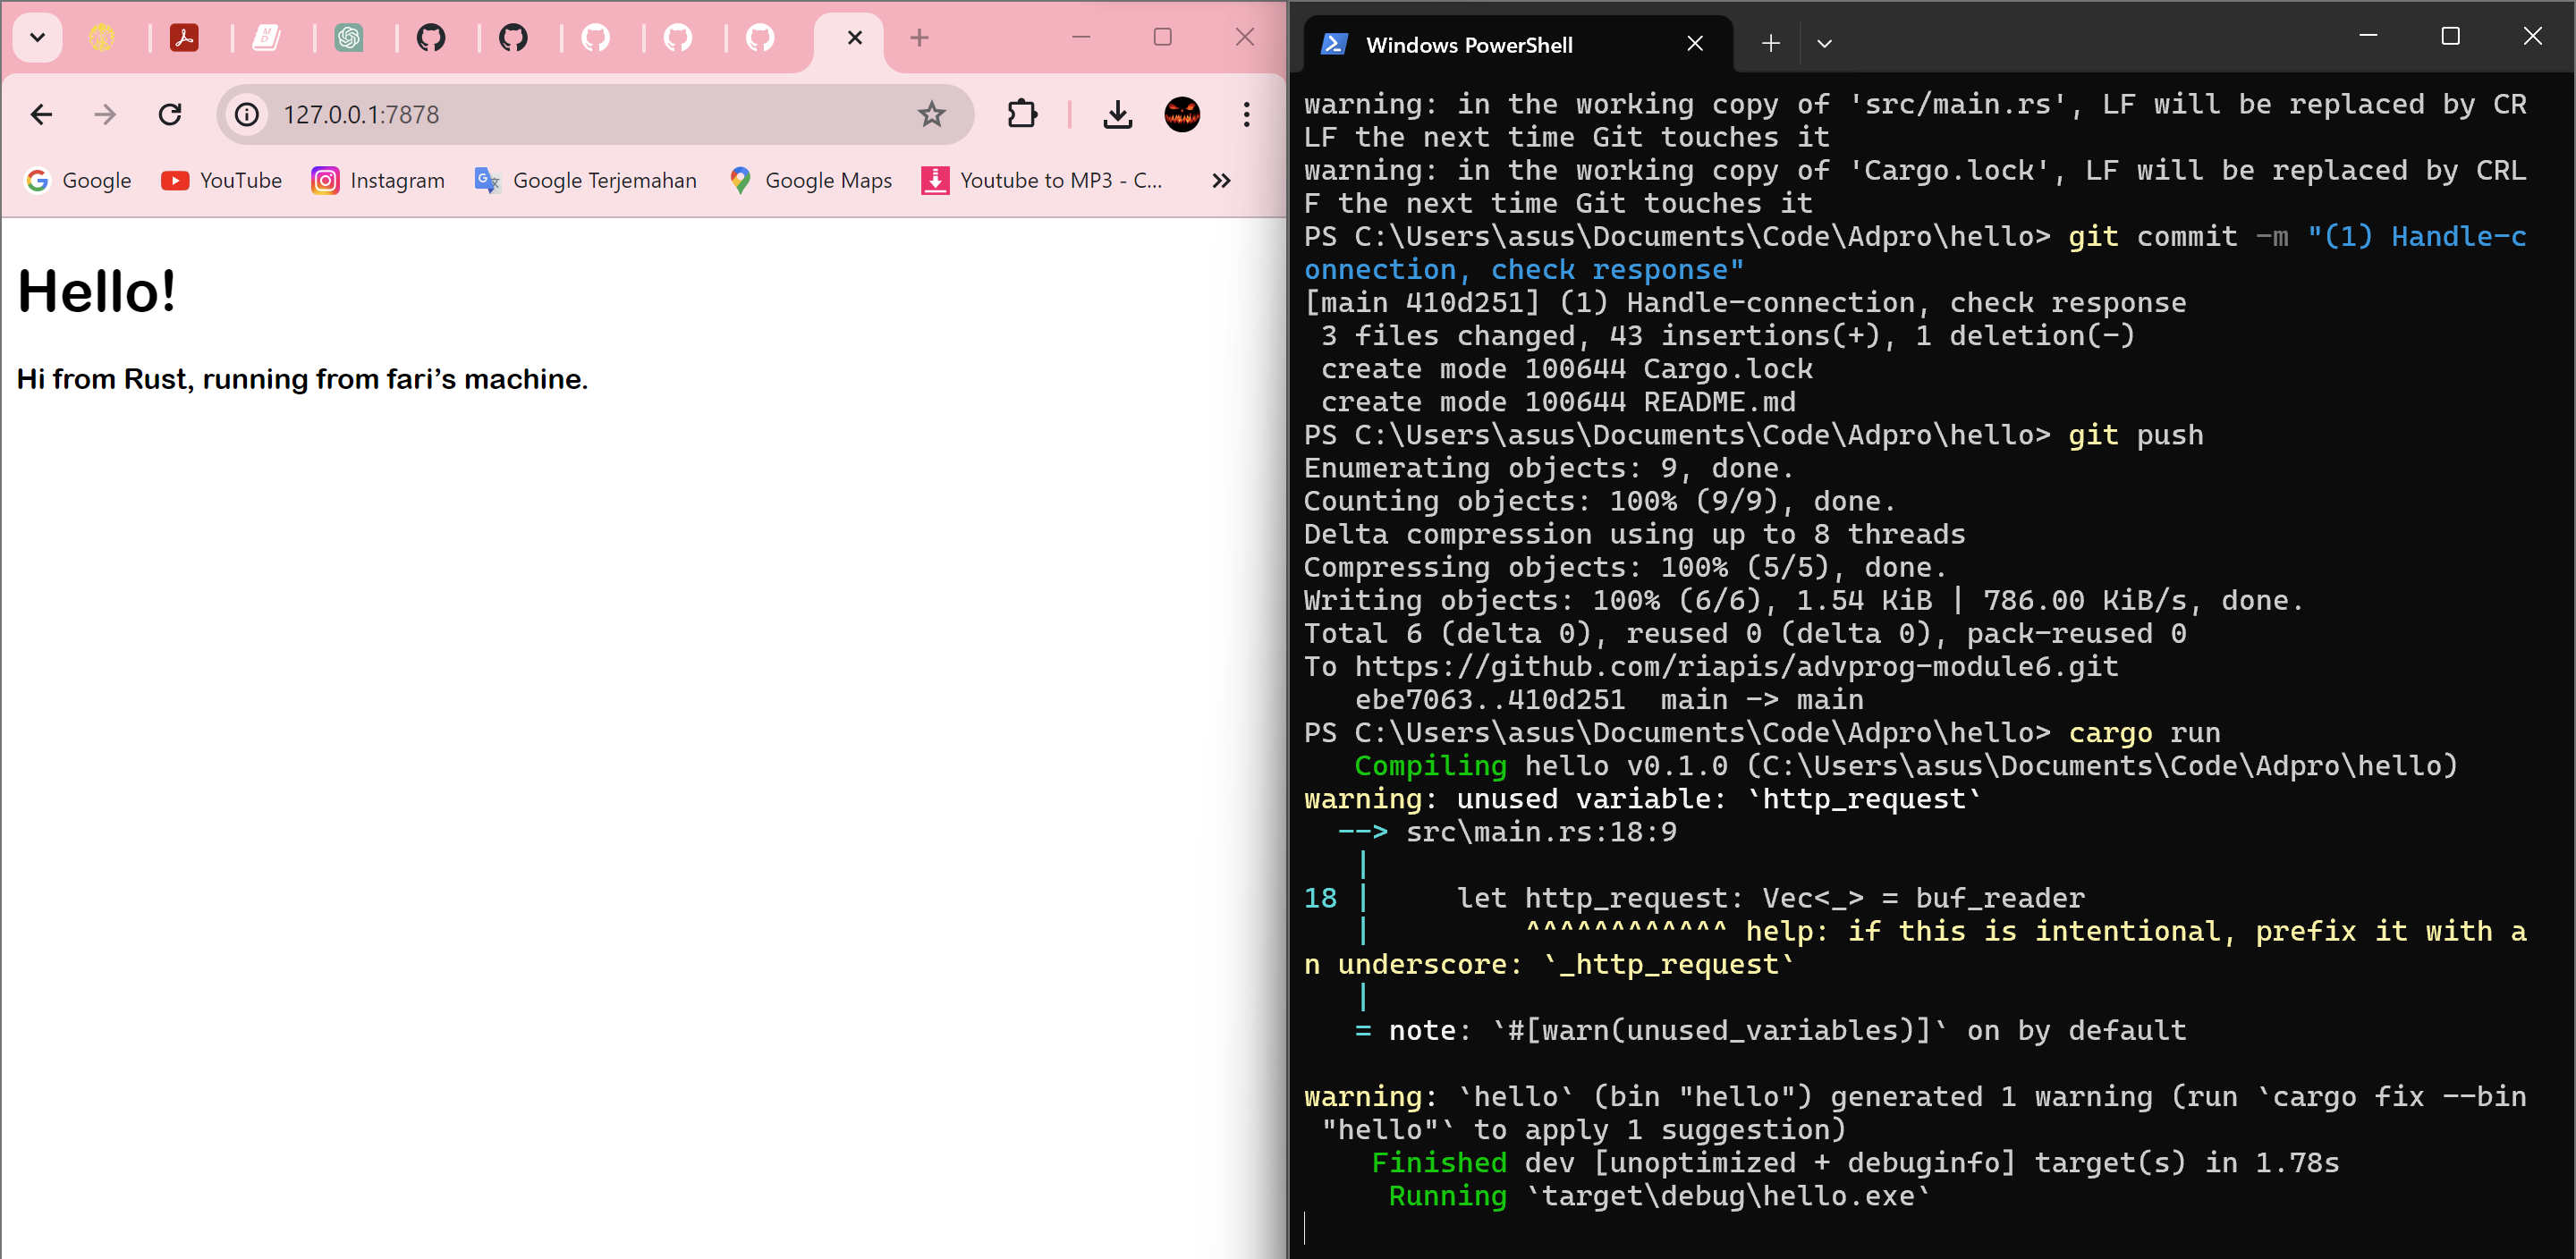 127.0.0.1:7878
Google YouTube Instagram Google Terjemahan Google Maps Youtube to MP3 - C...
Hello!
Hi from Rust, running from fari’s machine.
Windows PowerShell
warning: in the working copy of 'src/main.rs', LF will be replaced by CR
LF the next time Git touches it
warning: in the working copy of 'Cargo.lock', LF will be replaced by CRL
F the next time Git touches it
PS C:\Users\asus\Documents\Code\Adpro\hello> git commit -m "(1) Handle-c
onnection, check response"
[main 410d251] (1) Handle-connection, check response
 3 files changed, 43 insertions(+), 1 deletion(-)
 create mode 100644 Cargo.lock
 create mode 100644 README.md
PS C:\Users\asus\Documents\Code\Adpro\hello> git push
Enumerating objects: 9, done.
Counting objects: 100% (9/9), done.
Delta compression using up to 8 threads
Compressing objects: 100% (5/5), done.
Writing objects: 100% (6/6), 1.54 KiB | 786.00 KiB/s, done.
Total 6 (delta 0), reused 0 (delta 0), pack-reused 0
To https://github.com/riapis/advprog-module6.git
   ebe7063..410d251  main -> main
PS C:\Users\asus\Documents\Code\Adpro\hello> cargo run
   Compiling hello v0.1.0 (C:\Users\asus\Documents\Code\Adpro\hello)
warning: unused variable: `http_request`
  --> src\main.rs:18:9
   |
18 |     let http_request: Vec<_> = buf_reader
   |         ^^^^^^^^^^^^ help: if this is intentional, prefix it with a
n underscore: `_http_request`
   |
   = note: `#[warn(unused_variables)]` on by default

warning: `hello` (bin "hello") generated 1 warning (run `cargo fix --bin
 "hello"` to apply 1 suggestion)
    Finished dev [unoptimized + debuginfo] target(s) in 1.78s
     Running `target\debug\hello.exe`